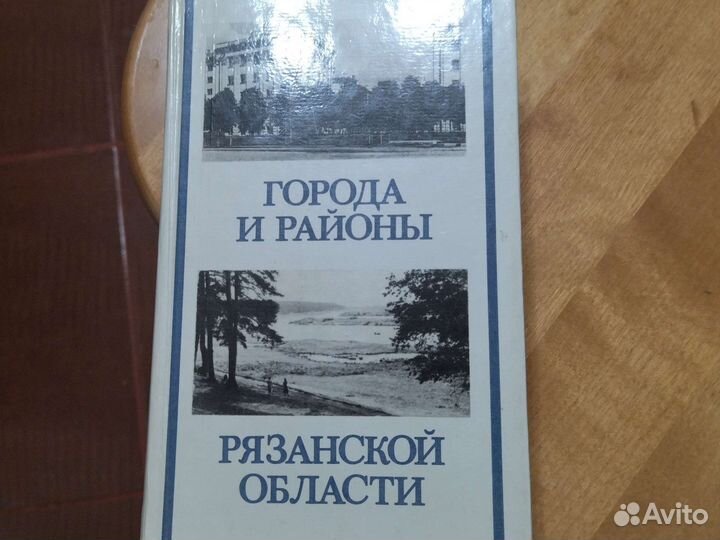 ГОРОДА
И РАЙОНЫ
РЯЗАНСКОЙ
ОБЛАСТИ
Avito